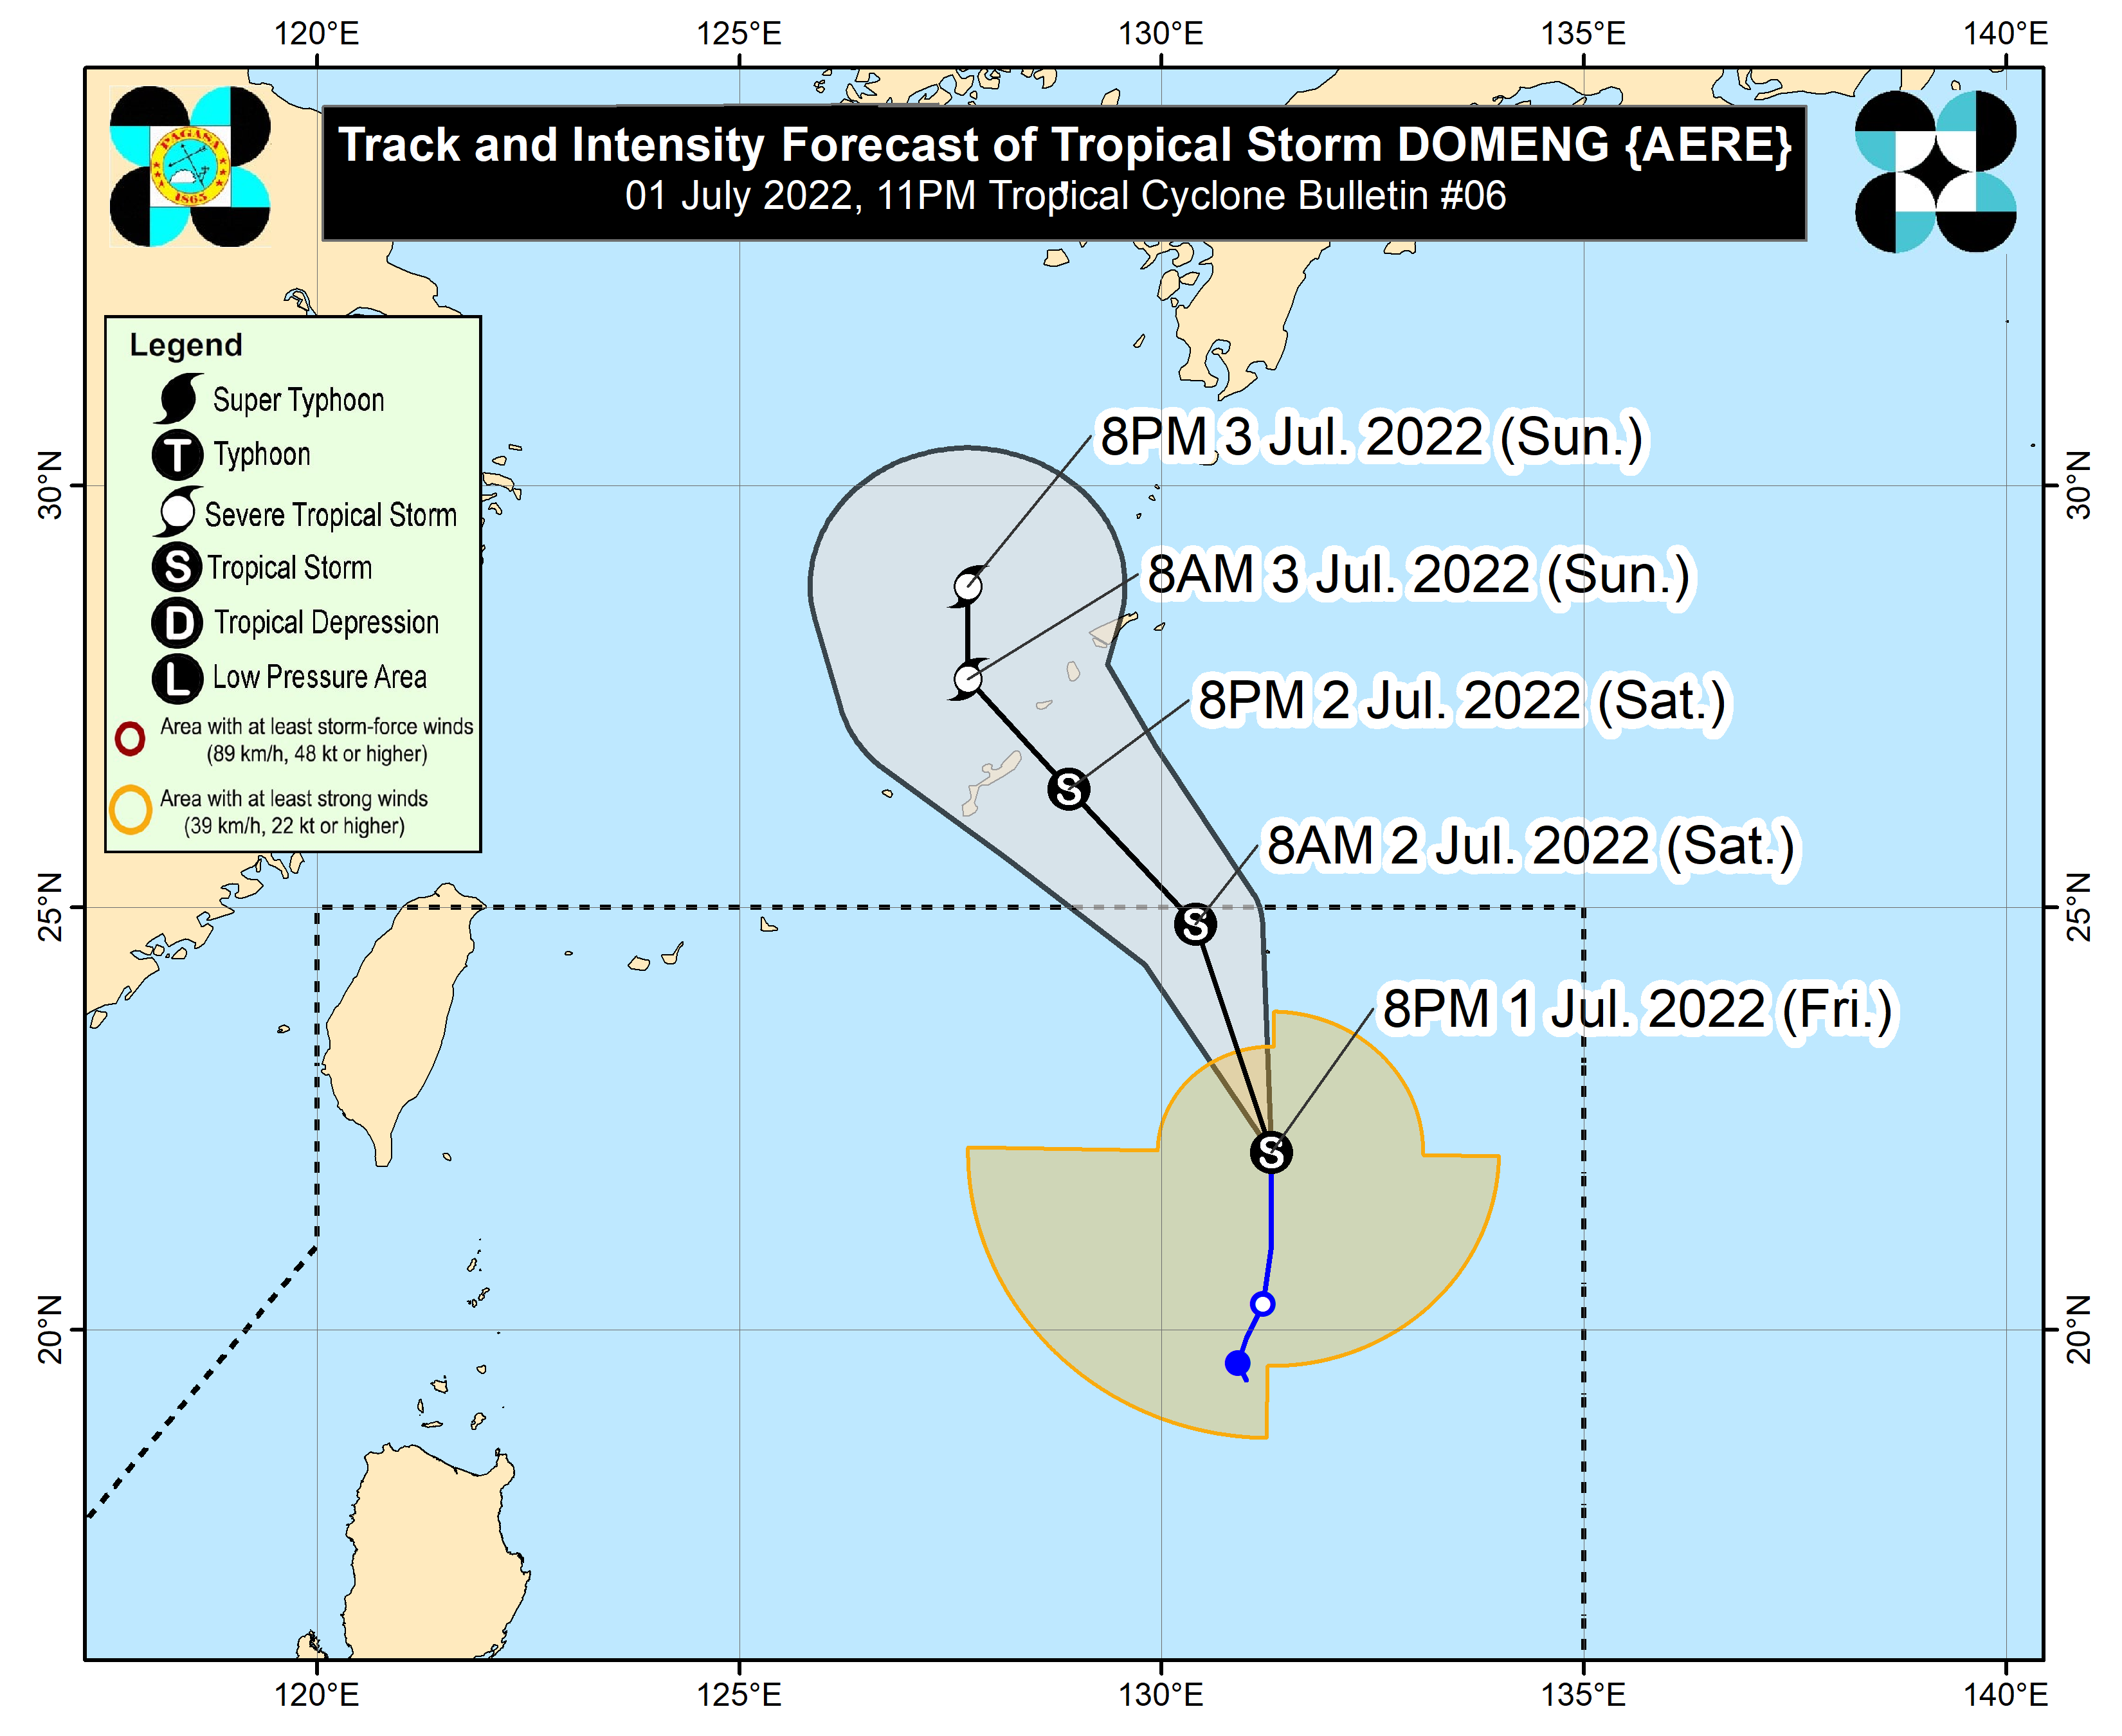 120°E 125°E 130°E 135°E 140°E
Track and Intensity Forecast of Tropical Storm DOMENG {AERE}
01 July 2022, 11PM Tropical Cyclone Bulletin #06
PAGASA
1865
Legend
Super Typhoon
T Typhoon
Severe Tropical Storm
S Tropical Storm
D Tropical Depression
L Low Pressure Area
Area with at least storm-force winds
(89 km/h, 48 kt or higher)
Area with at least strong winds
(39 km/h, 22 kt or higher)
8PM 3 Jul. 2022 (Sun.)
30°N 30°N
8AM 3 Jul. 2022 (Sun.)
8PM 2 Jul. 2022 (Sat.)
S
8AM 2 Jul. 2022 (Sat.)
25°N 25°N
S
8PM 1 Jul. 2022 (Fri.)
S
20°N 20°N
120°E 125°E 130°E 135°E 140°E